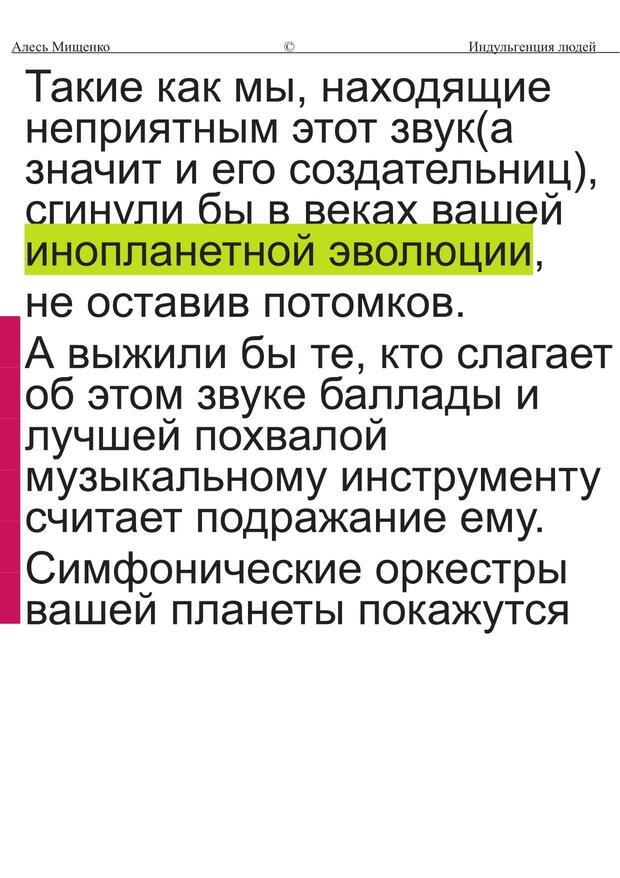 Алесь Мищенко © Индульгенция людей
Такие как мы, находящие
неприятным этот звук(а
значит и его создательниц),
сгинули бы в веках вашей
инопланетной эволюции,
не оставив потомков.
А выжили бы те, кто слагает
об этом звуке баллады и
лучшей похвалой
музыкальному инструменту
считает подражание ему.
Симфонические оркестры
вашей планеты покажутся